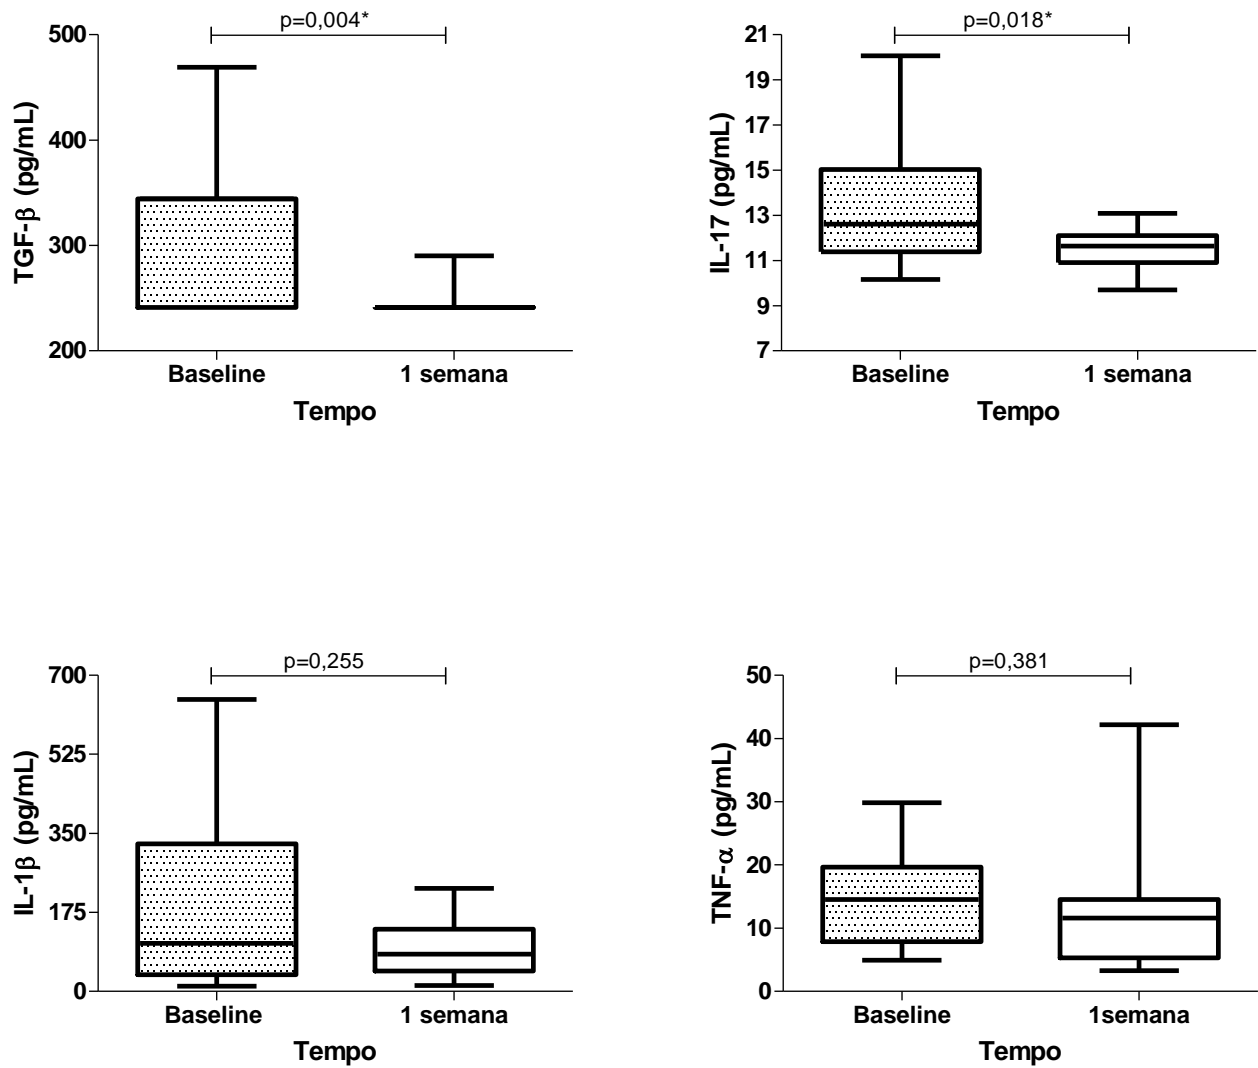 p=0,004*
500
400
300
200
TGF-β (pg/mL)
Baseline
1 semana
Tempo
p=0,018*
21
19
17
15
13
11
9
7
IL-17 (pg/mL)
Baseline
1 semana
Tempo
p=0,255
700
525
350
175
0
IL-1β (pg/mL)
Baseline
1 semana
Tempo
p=0,381
50
40
30
20
10
0
TNF-α (pg/mL)
Baseline
1semana
Tempo